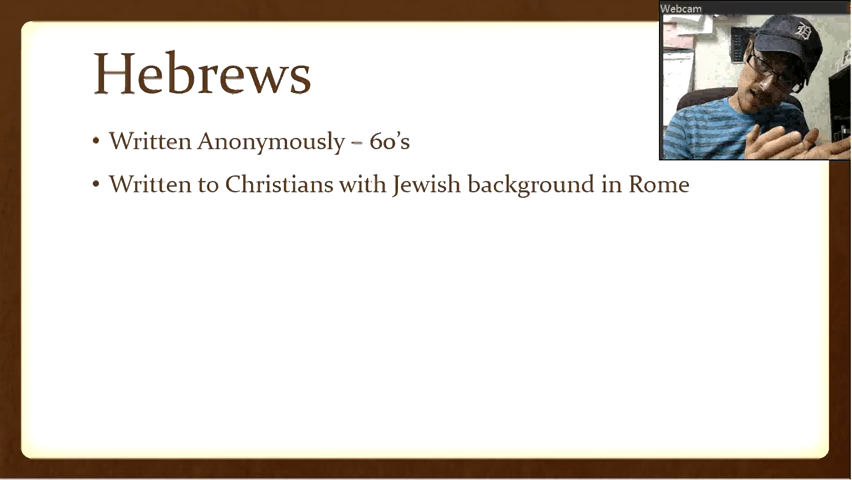 Webcam
Hebrews
• Written Anonymously – 60's
• Written to Christians with Jewish background in Rome